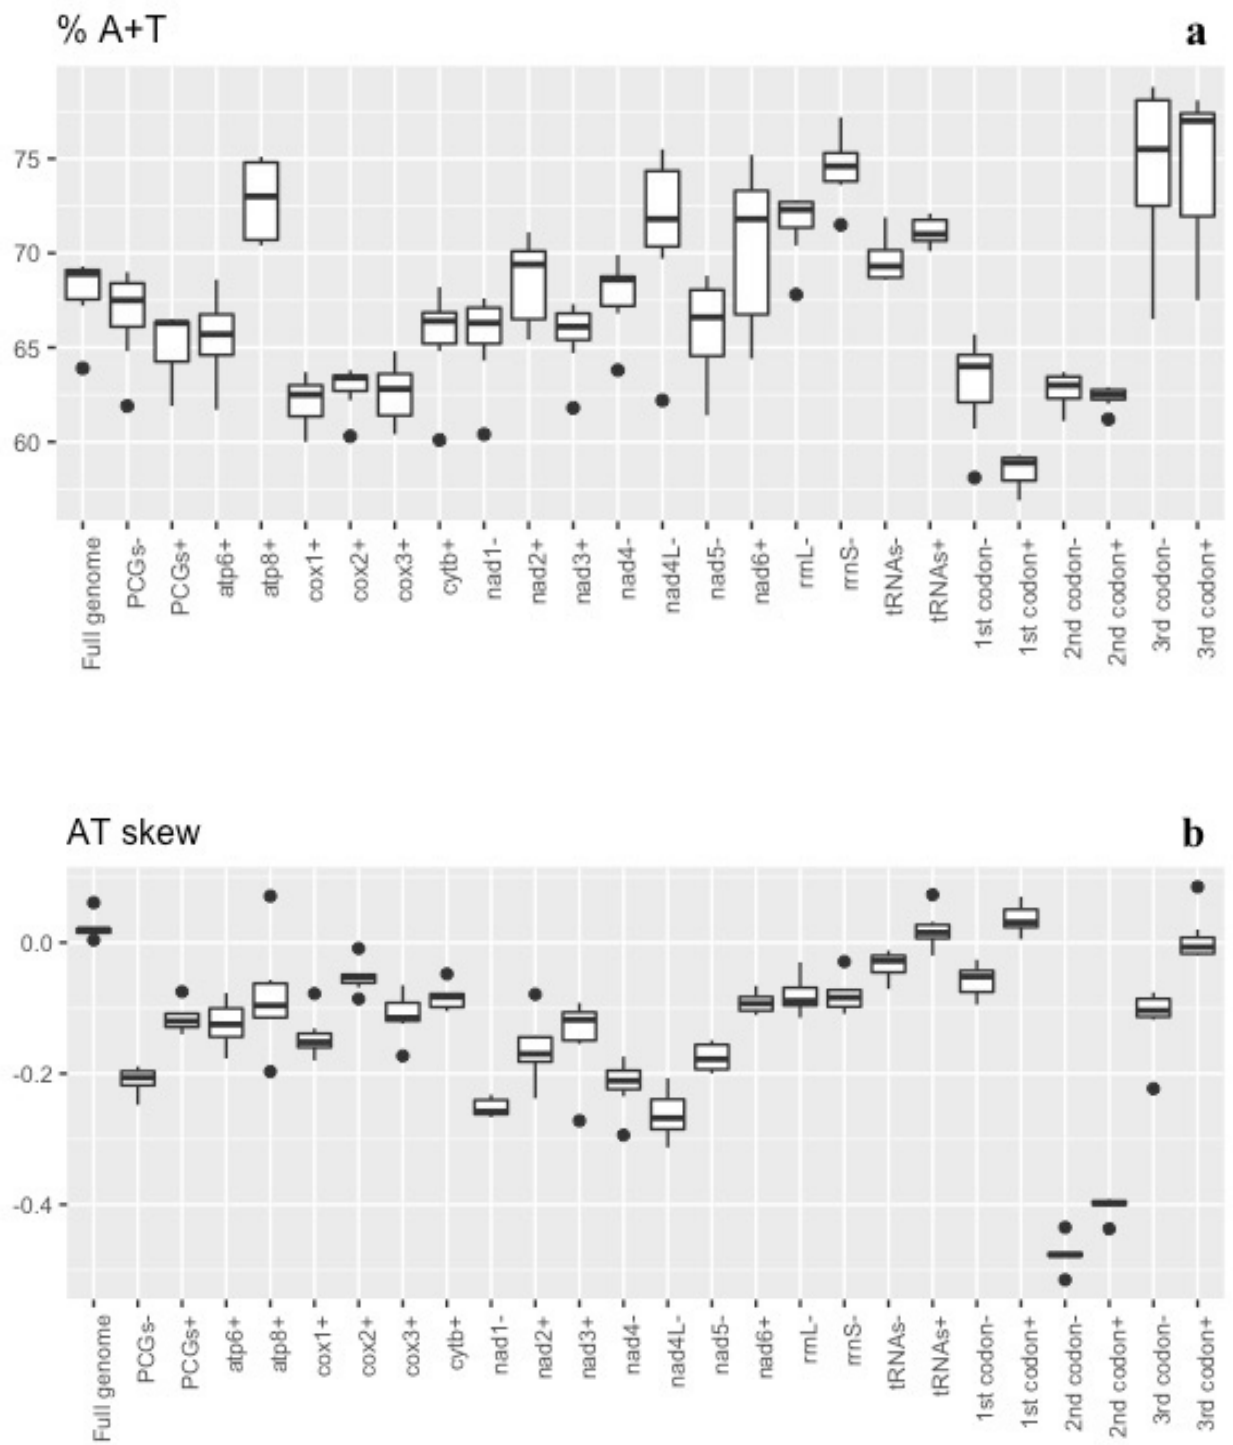 % A+T
a
75
70
65
60
Full genome
PCGs-
PCGs+
atp6+
atp8+
cox1+
cox2+
cox3+
cytb+
nad1-
nad2+
nad3+
nad4-
nad4L-
nad5-
nad6+
rrnL-
rrnS-
tRNAs-
tRNAs+
1st codon-
1st codon+
2nd codon-
2nd codon+
3rd codon-
3rd codon+
AT skew
b
0.0
-0.2
-0.4
Full genome
PCGs-
PCGs+
atp6+
atp8+
cox1+
cox2+
cox3+
cytb+
nad1-
nad2+
nad3+
nad4-
nad4L-
nad5-
nad6+
rrnL-
rrnS-
tRNAs-
tRNAs+
1st codon-
1st codon+
2nd codon-
2nd codon+
3rd codon-
3rd codon+